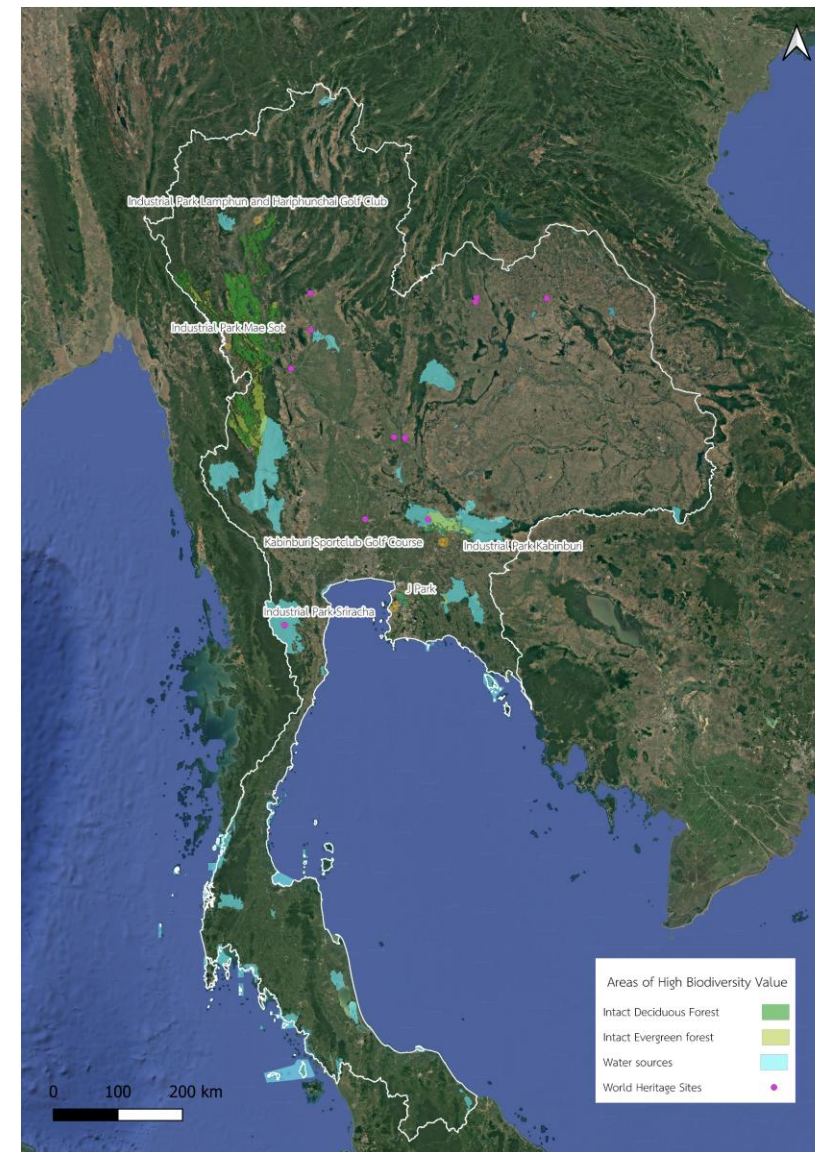 Industrial Park Lamphun and Hariphunchal Golf Club
Industrial Park Mae Sot
Kabinburi Sportclub Golf Course
Industrial Park Kabinburi
J Park
Industrial Park Sriracha
Areas of High Biodiversity Value
Intact Deciduous Forest
Intact Evergreen forest
Water sources
World Heritage Sites
0 100 200 km